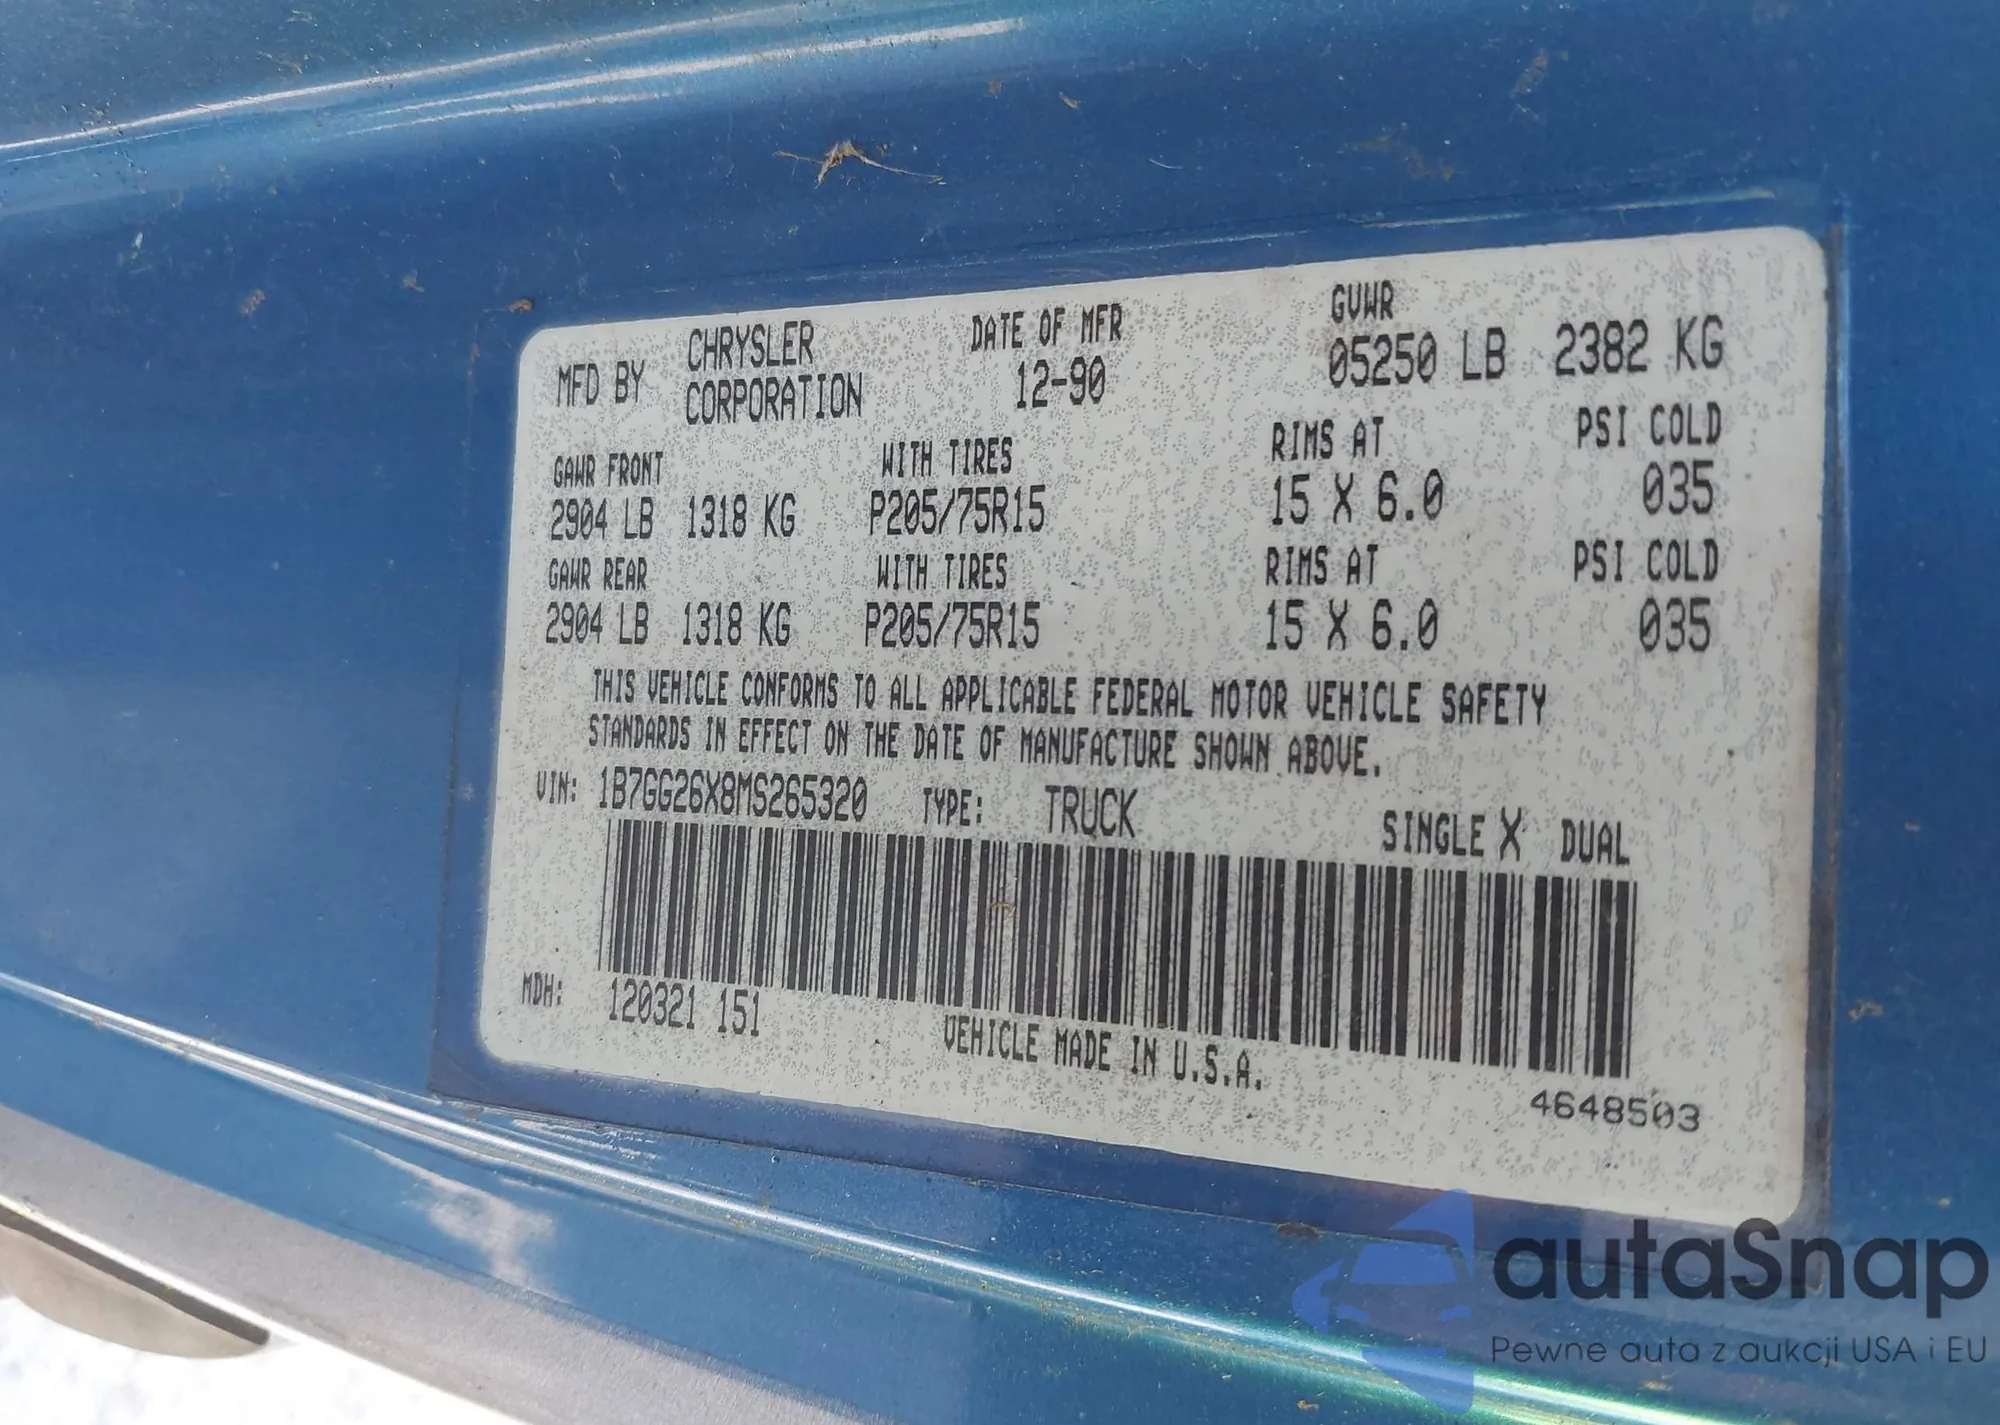 MFD BY CHRYSLER CORPORATION
DATE OF MFR
12-90
GVWR
05250 LB 2382 KG
GAWR FRONT WITH TIRES RIMS AT PSI COLD
2904 LB 1318 KG P205/75R15 15 X 6.0 035
GAWR REAR WITH TIRES RIMS AT PSI COLD
2904 LB 1318 KG P205/75R15 15 X 6.0 035
THIS VEHICLE CONFORMS TO ALL APPLICABLE FEDERAL MOTOR VEHICLE SAFETY
STANDARDS IN EFFECT ON THE DATE OF MANUFACTURE SHOWN ABOVE.
VIN: 1B7GG26X8MS265320 TYPE: TRUCK SINGLE X DUAL
MDH: 120321 151
VEHICLE MADE IN U.S.A.
4648503
autaSnap
Pewne auta z aukcji USA i EU